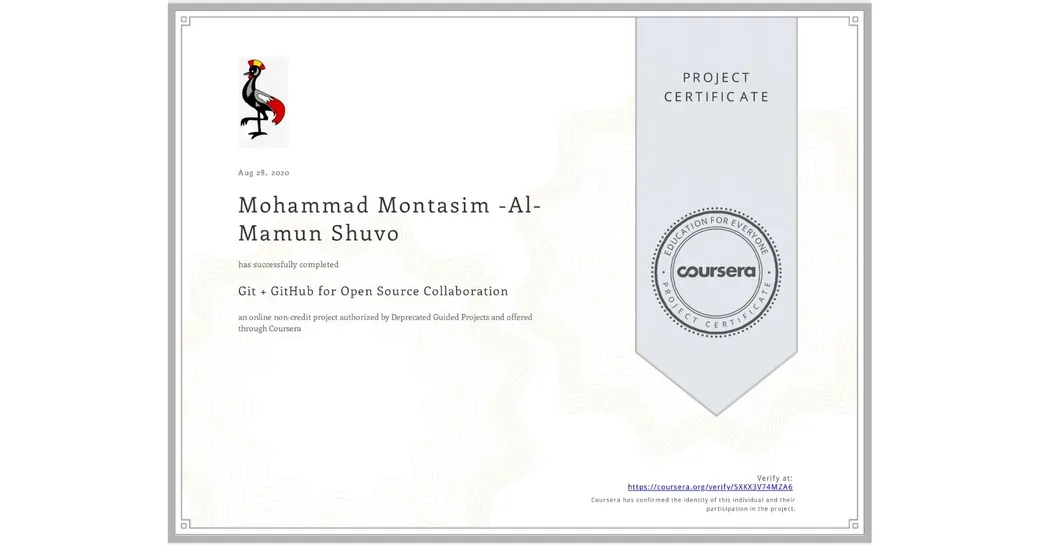 PROJECT
CERTIFICATE
Aug 28, 2020
Mohammad Montasim -Al-
Mamun Shuvo
has successfully completed
Git + GitHub for Open Source Collaboration
an online non-credit project authorized by Deprecated Guided Projects and offered
through Coursera
EDUCATION FOR EVERYONE
coursera
PROJECT CERTIFICATE
Verify at:
https://coursera.org/verify/5XKX3V74MZA6
Coursera has confirmed the identity of this individual and their
participation in the project.